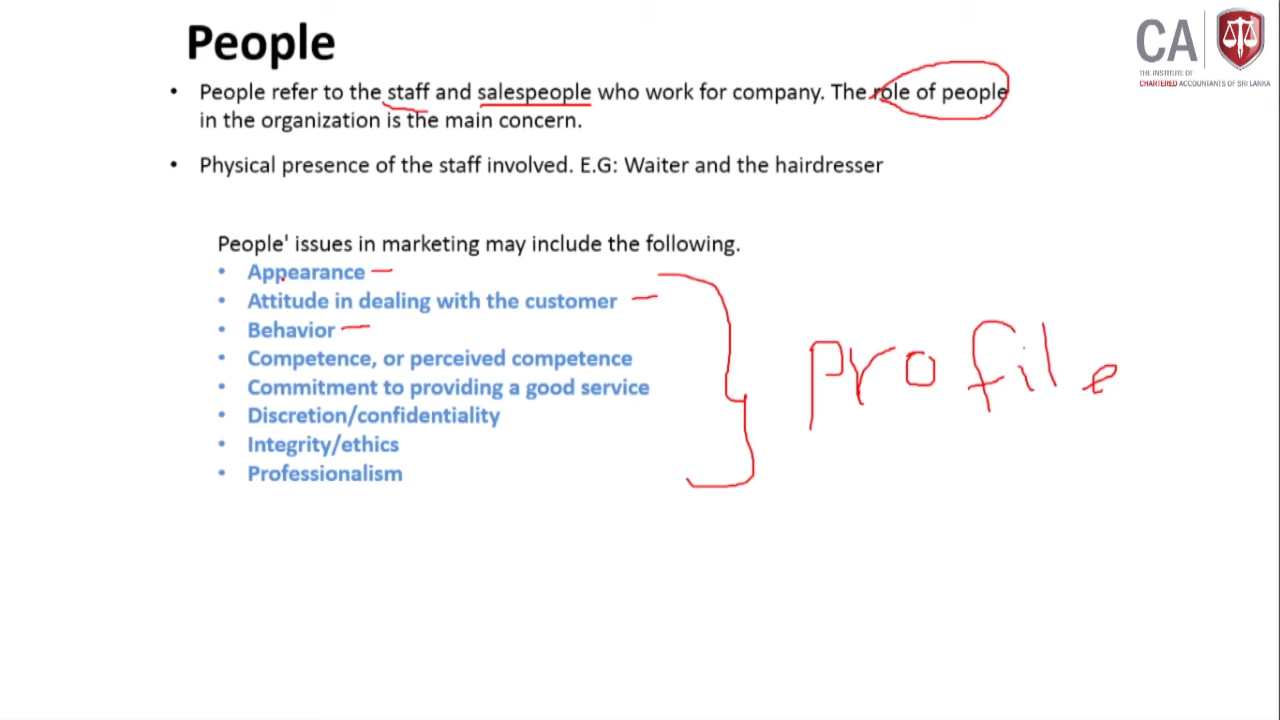 People
CA
THE INSTITUTE OF
CHARTERED ACCOUNTANTS OF SRI LANKA
• People refer to the staff and salespeople who work for company. The role of people
in the organization is the main concern.
• Physical presence of the staff involved. E.G: Waiter and the hairdresser
People' issues in marketing may include the following.
• Appearance
• Attitude in dealing with the customer
• Behavior
• Competence, or perceived competence
• Commitment to providing a good service
• Discretion/confidentiality
• Integrity/ethics
• Professionalism
profile